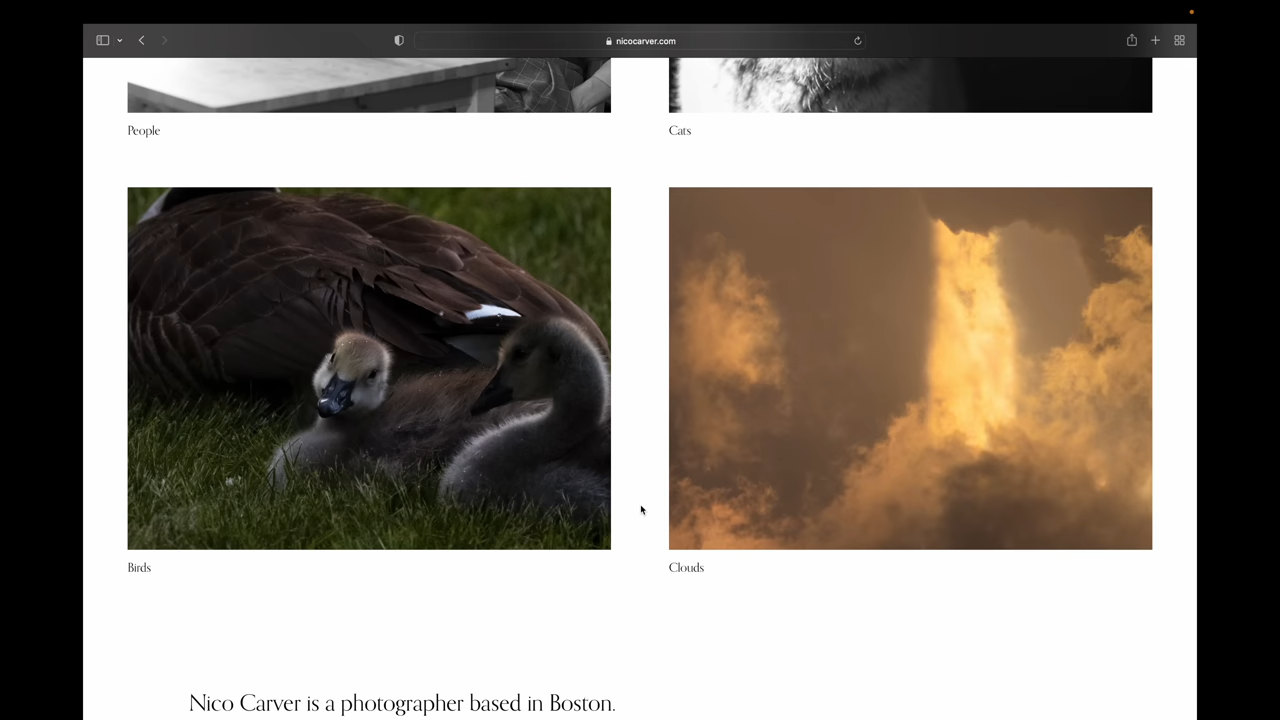 nicocarver.com
People
Cats
Birds
Clouds
Nico Carver is a photographer based in Boston.